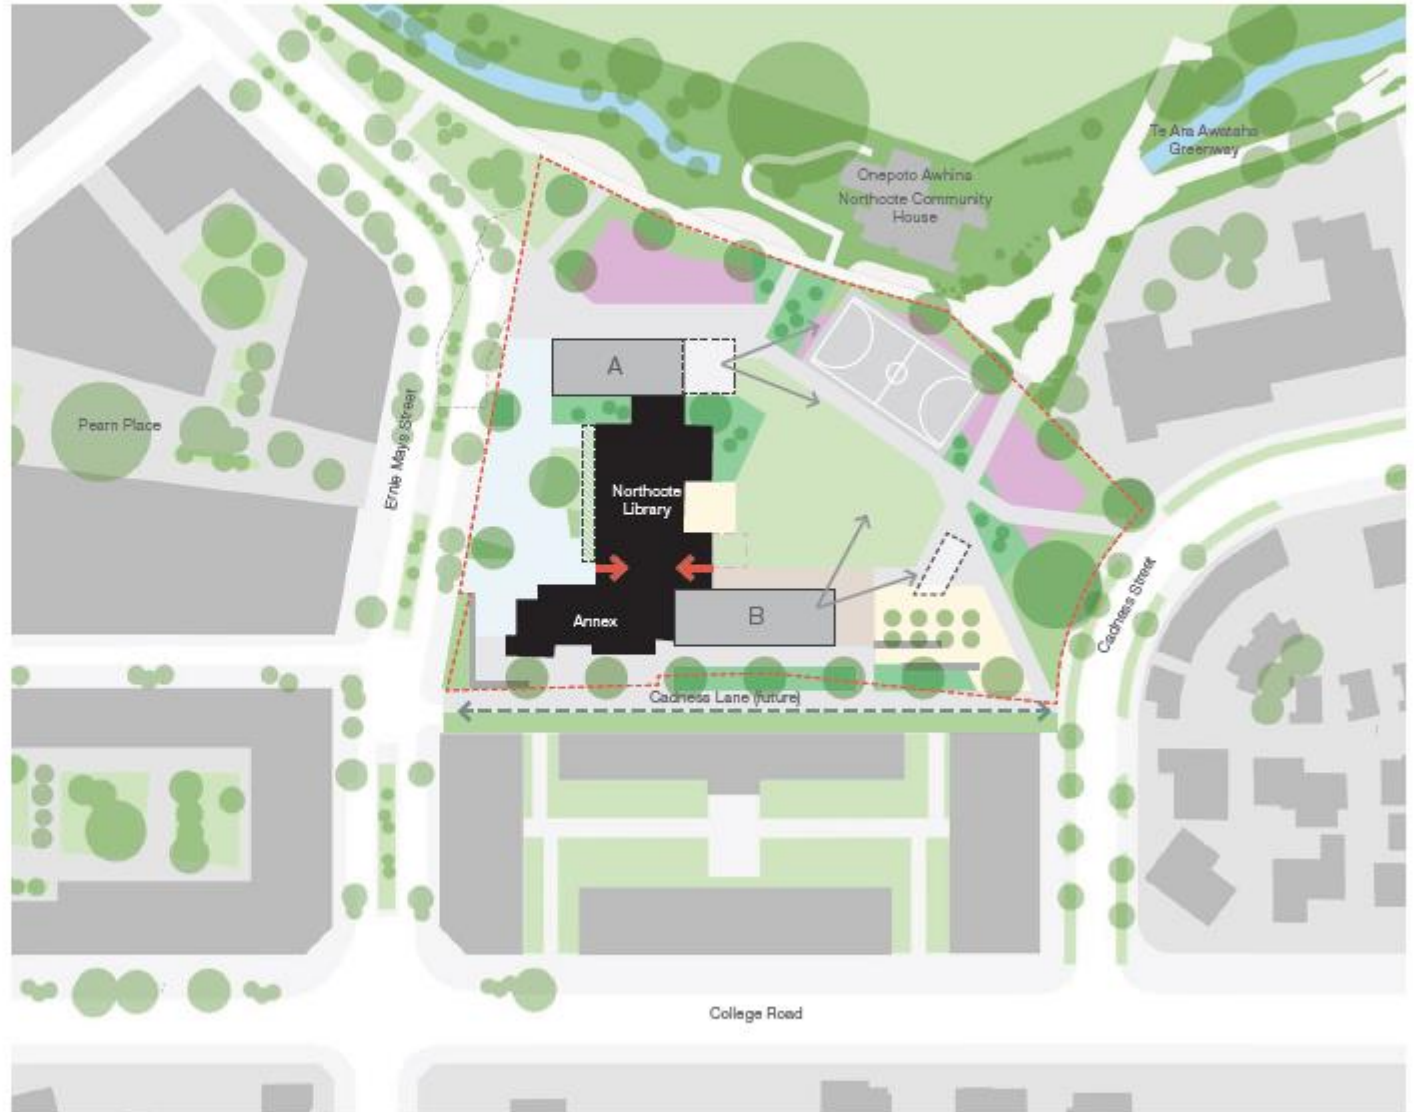 Te Ara Awataha
Greenway
Onepoto Awhina
Northcote Community
House
A
Pearn Place
Ernie Mays Street
Northcote
Library
Annex
B
Cadness Street
Cadness Lane (future)
College Road